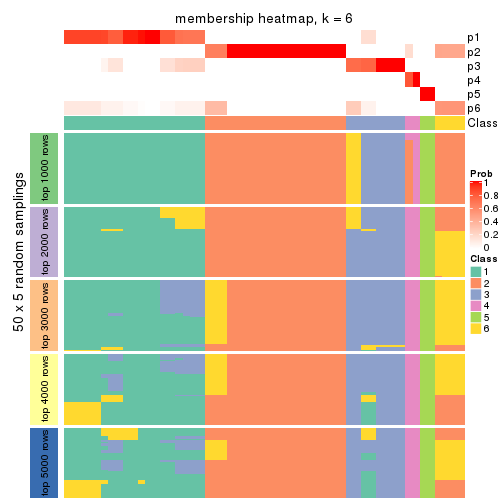 membership heatmap, k = 6
p1
p2
p3
p4
p5
p6
Class
50 x 5 random samplings
top 1000 rows
top 2000 rows
top 3000 rows
top 4000 rows
top 5000 rows
Prob
1
0.8
0.6
0.4
0.2
0
Class
1
2
3
4
5
6